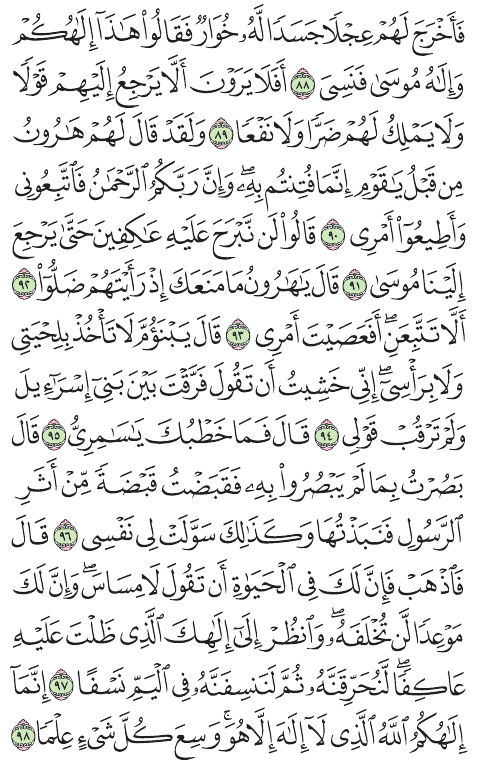 فَأَخْرَجَ لَهُمْ عِجْلًا جَسَدًا لَّهُۥ خُوَارٌ فَقَالُوا۟ هَٰذَآ إِلَٰهُكُمْ
وَإِلَٰهُ مُوسَىٰ فَنَسِىَ ٨٨ أَفَلَا يَرَوْنَ أَلَّا يَرْجِعُ إِلَيْهِمْ قَوْلًا
وَلَا يَمْلِكُ لَهُمْ ضَرًّا وَلَا نَفْعًا ٨٩ وَلَقَدْ قَالَ لَهُمْ هَٰرُونُ
مِن قَبْلُ يَٰقَوْمِ إِنَّمَا فُتِنتُم بِهِۦ ۖ وَإِنَّ رَبَّكُمُ ٱلرَّحْمَٰنُ فَٱتَّبِعُونِى
وَأَطِيعُوٓا۟ أَمْرِى ٩٠ قَالُوا۟ لَن نَّبْرَحَ عَلَيْهِ عَٰكِفِينَ حَتَّىٰ يَرْجِعَ
إِلَيْنَا مُوسَىٰ ٩١ قَالَ يَٰهَٰرُونُ مَا مَنَعَكَ إِذْ رَأَيْتَهُمْ ضَلُّوٓا۟ ٩٢
أَلَّا تَتَّبِعَنِ ۖ أَفَعَصَيْتَ أَمْرِى ٩٣ قَالَ يَبْنَؤُمَّ لَا تَأْخُذْ بِلِحْيَتِى
وَلَا بِرَأْسِىٓ ۖ إِنِّى خَشِيتُ أَن تَقُولَ فَرَّقْتَ بَيْنَ بَنِىٓ إِسْرَٰٓءِيلَ
وَلَمْ تَرْقُبْ قَوْلِى ٩٤ قَالَ فَمَا خَطْبُكَ يَٰسَٰمِرِىُّ ٩٥ قَالَ
بَصُرْتُ بِمَا لَمْ يَبْصُرُوا۟ بِهِۦ فَقَبَضْتُ قَبْضَةً مِّنْ أَثَرِ
ٱلرَّسُولِ فَنَبَذْتُهَا وَكَذَٰلِكَ سَوَّلَتْ لِى نَفْسِى ٩٦ قَالَ
فَٱذْهَبْ فَإِنَّ لَكَ فِى ٱلْحَيَوٰةِ أَن تَقُولَ لَا مِسَاسَ ۖ وَإِنَّ لَكَ
مَوْعِدًا لَّن تُخْلَفَهُۥ ۖ وَٱنظُرْ إِلَىٰٓ إِلَٰهِكَ ٱلَّذِى ظَلْتَ عَلَيْهِ
عَاكِفًا ۖ لَّنُحَرِّقَنَّهُۥ ثُمَّ لَنَنسِفَنَّهُۥ فِى ٱلْيَمِّ نَسْفًا ٩٧ إِنَّمَآ
إِلَٰهُكُمُ ٱللَّهُ ٱلَّذِى لَآ إِلَٰهَ إِلَّا هُوَ ۚ وَسِعَ كُلَّ شَىْءٍ عِلْمًا ٩٨